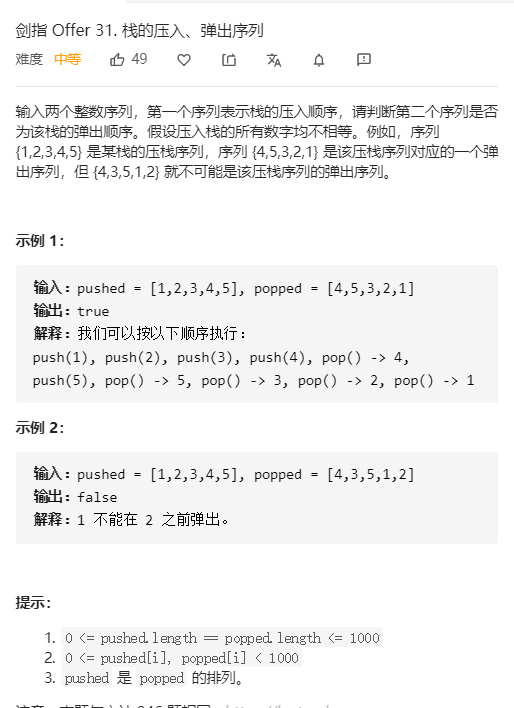 剑指 Offer 31. 栈的压入、弹出序列
难度 中等 49
输入两个整数序列，第一个序列表示栈的压入顺序，请判断第二个序列是否
为该栈的弹出顺序。假设压入栈的所有数字均不相等。例如，序列
{1,2,3,4,5} 是某栈的压栈序列，序列 {4,5,3,2,1} 是该压栈序列对应的一个弹
出序列，但 {4,3,5,1,2} 就不可能是该压栈序列的弹出序列。
示例 1：
输入：pushed = [1,2,3,4,5], popped = [4,5,3,2,1]
输出：true
解释：我们可以按以下顺序执行：
push(1), push(2), push(3), push(4), pop() -> 4,
push(5), pop() -> 5, pop() -> 3, pop() -> 2, pop() -> 1
示例 2：
输入：pushed = [1,2,3,4,5], popped = [4,3,5,1,2]
输出：false
解释：1 不能在 2 之前弹出。
提示：
1. 0 <= pushed.length == popped.length <= 1000
2. 0 <= pushed[i], popped[i] < 1000
3. pushed 是 popped 的排列。